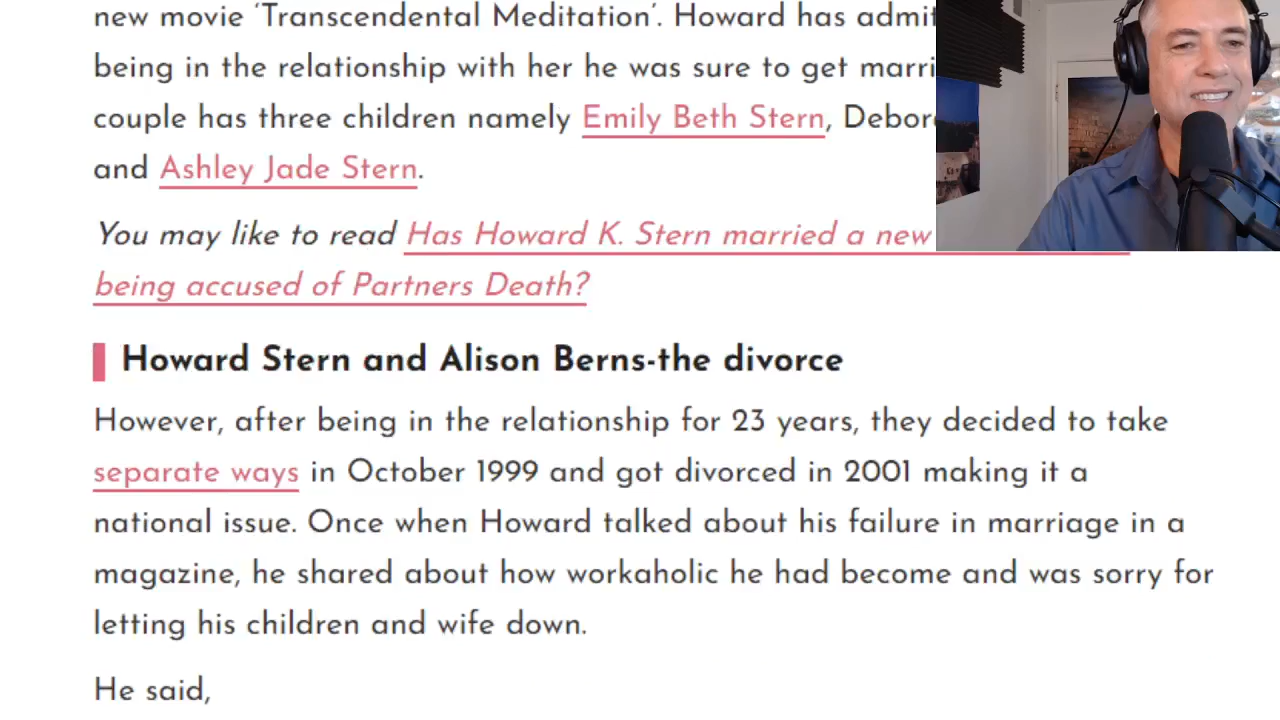 new movie ‘Transcendental Meditation’. Howard has
being in the relationship with her he was sure to get
couple has three children namely Emily Beth Stern,
and Ashley Jade Stern.
You may like to read Has Howard K. Stern married a new
being accused of Partners Death?
Howard Stern and Alison Berns-the divorce
However, after being in the relationship for 23 years, they decided to take
separate ways in October 1999 and got divorced in 2001 making it a
national issue. Once when Howard talked about his failure in marriage in a
magazine, he shared about how workaholic he had become and was sorry for
letting his children and wife down.
He said,